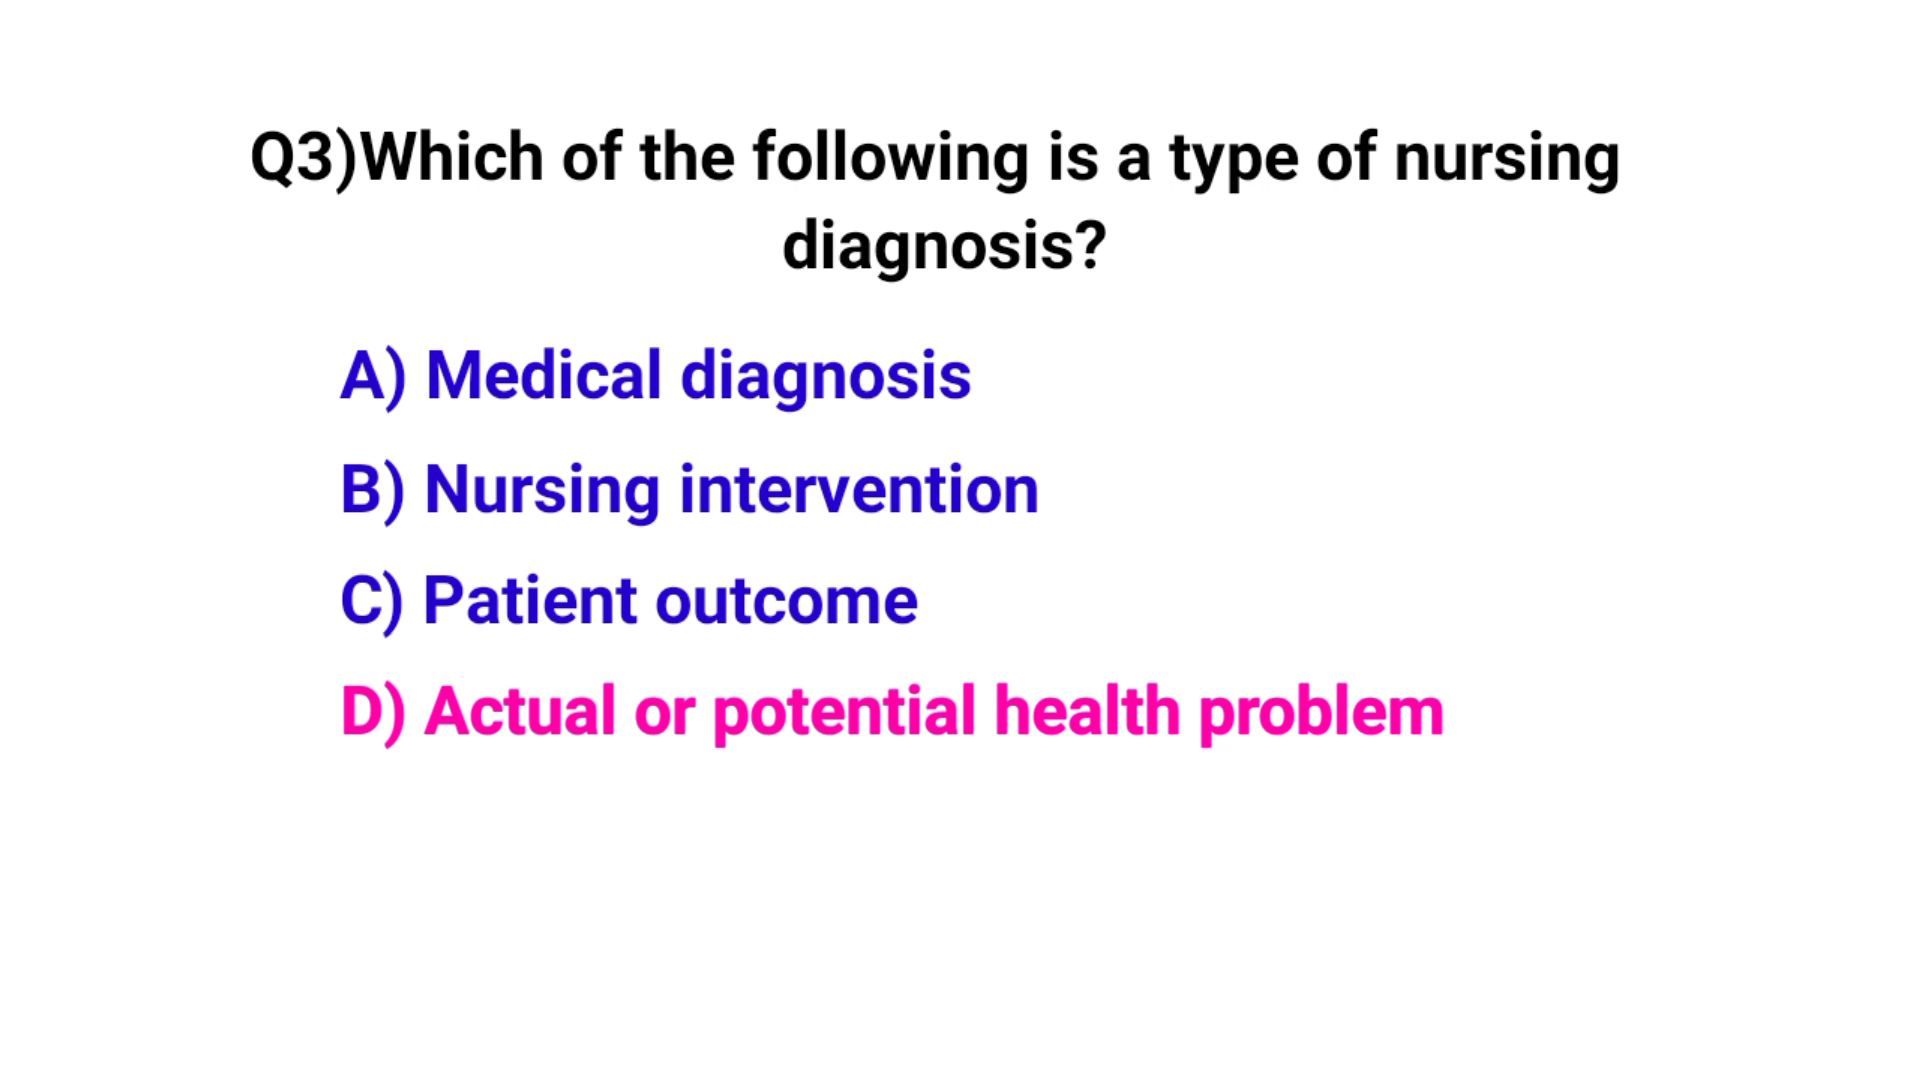 Q3)Which of the following is a type of nursing
diagnosis?
A) Medical diagnosis
B) Nursing intervention
C) Patient outcome
D) Actual or potential health problem